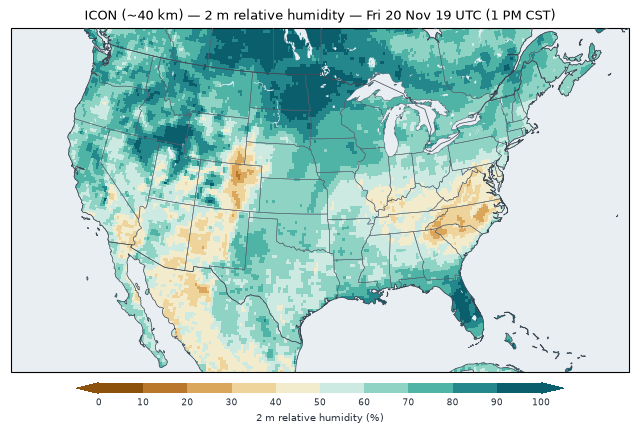 ICON (~40 km) — 2 m relative humidity — Fri 20 Nov 19 UTC (1 PM CST)
0 10 20 30 40 50 60 70 80 90 100
2 m relative humidity (%)